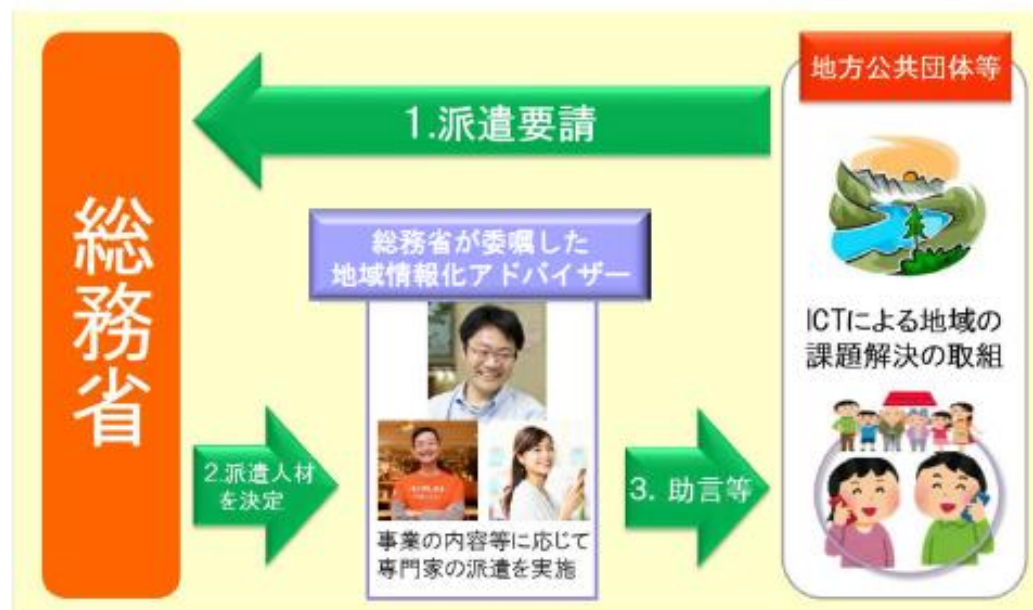 総務省
1.派遣要請
地方公共団体等
総務省が委嘱した
地域情報化アドバイザー
ICTによる地域の
課題解決の取組
2.派遣人材
を決定
3. 助言等
事業の内容等に応じて
専門家の派遣を実施